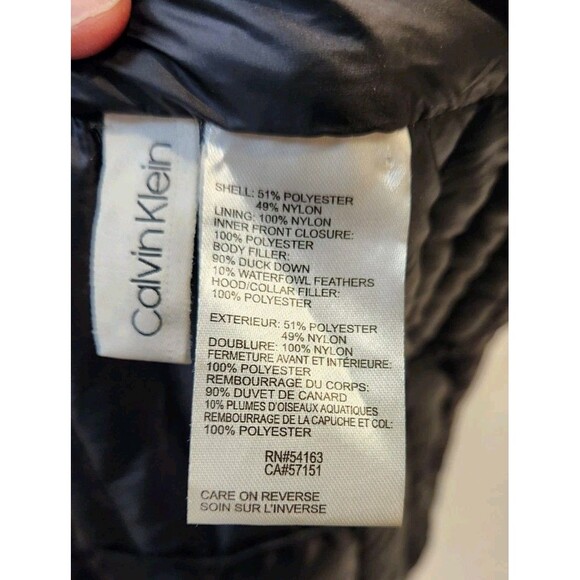 Calvin Klein
SHELL: 51% POLYESTER
49% NYLON
LINING: 100% NYLON
INNER FRONT CLOSURE:
100% POLYESTER
BODY FILLER:
90% DUCK DOWN
10% WATERFOWL FEATHERS
HOOD/COLLAR FILLER:
100% POLYESTER
EXTERIEUR: 51% POLYESTER
49% NYLON
DOUBLURE: 100% NYLON
FERMETURE AVANT ET INTÉRIEURE:
100% POLYESTER
REMBOURRAGE DU CORPS:
90% DUVET DE CANARD
10% PLUMES D'OISEAUX AQUATIQUES
REMBOURRAGE DE LA CAPUCHE ET COL:
100% POLYESTER
RN#54163
CA#57151
CARE ON REVERSE
SOIN SUR L'INVERSE